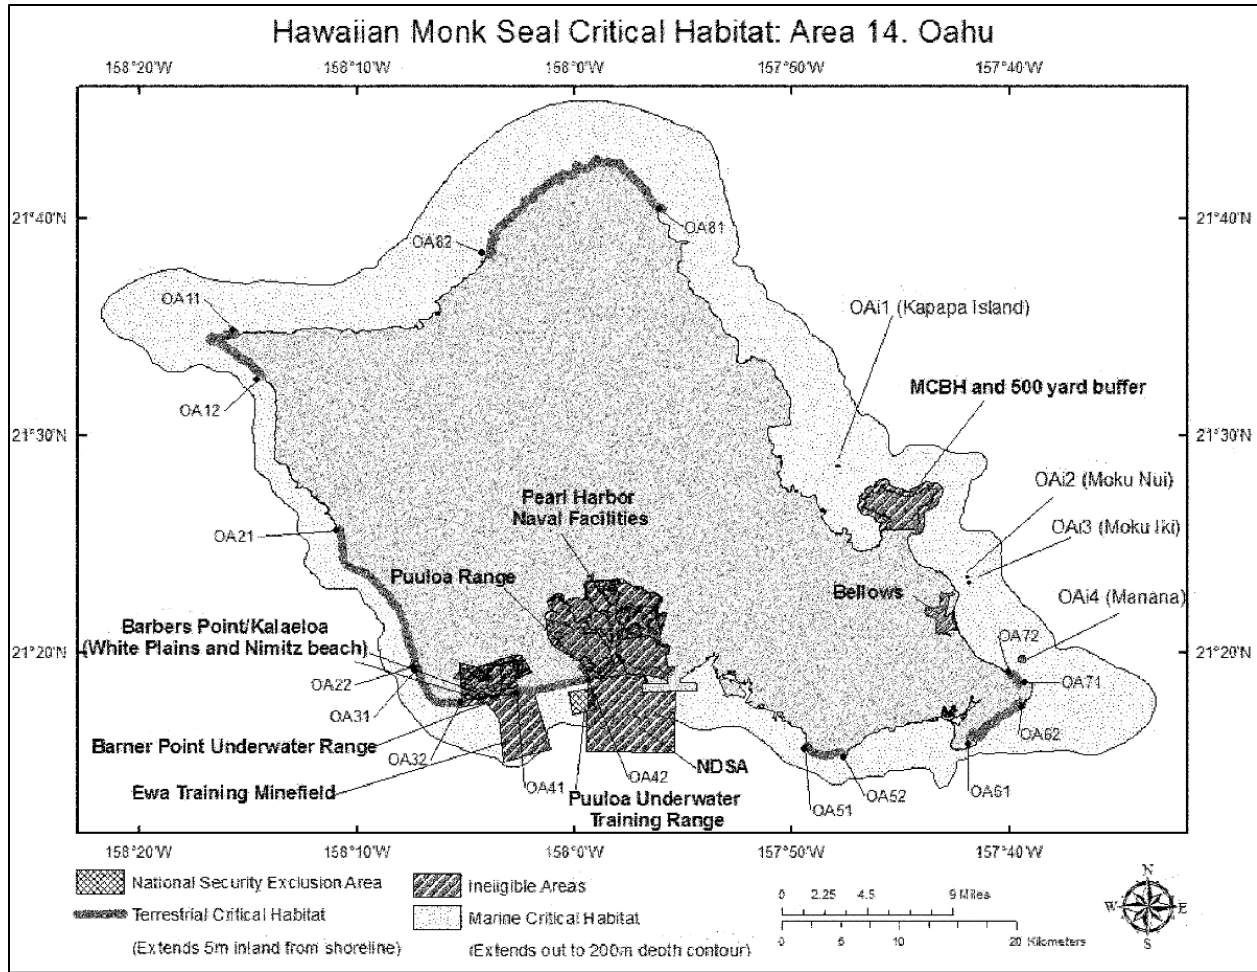 Hawaiian Monk Seal Critical Habitat: Area 14. Oahu
158°20'W
158°10'W
158°0'W
157°50'W
157°40'W
21°40'N
21°40'N
OA81
OA82
OA11
OAi1 (Kapapa Island)
OA12
MCBH and 500 yard buffer
21°30'N
21°30'N
OAi2 (Moku Nui)
Pearl Harbor
Naval Facilities
OAi3 (Moku Iki)
OA21
Puuloa Range
Bellows
OAi4 (Manana)
Barbers Point/Kalaeloa
(White Plains and Nimitz beach)
OA72
21°20'N
21°20'N
OA22
OA71
OA31
OA62
Barner Point Underwater Range
OA32
NDSA
OA42
OA41
Ewa Training Minefield
Puuloa Underwater
Training Range
OA51
OA52
OA61
158°20'W
158°10'W
158°0'W
157°50'W
157°40'W
National Security Exclusion Area
Ineligible Areas
Terrestrial Critical Habitat
Marine Critical Habitat
(Extends 5m inland from shoreline)
(Extends out to 200m depth contour)
0 2.25 4.5 9 Miles
0 5 10 20 Kilometers
N
W E
S